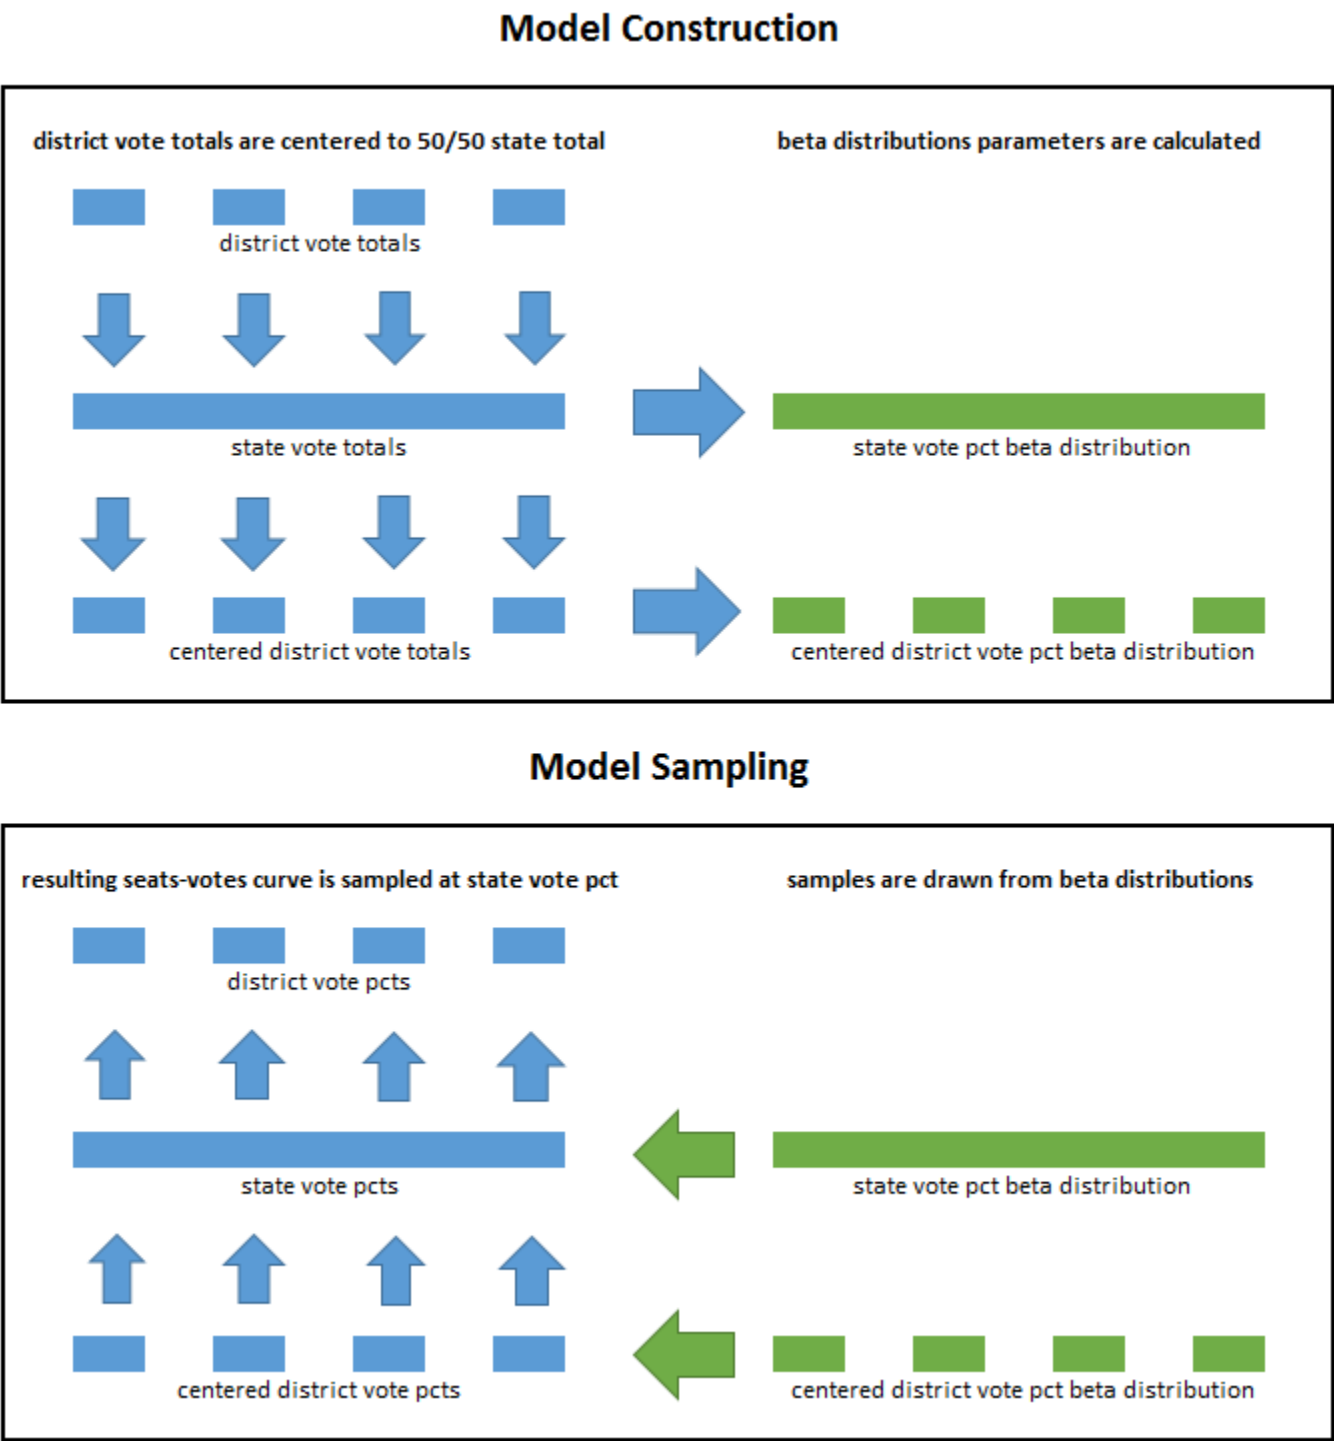 Model Construction
district vote totals are centered to 50/50 state total
beta distributions parameters are calculated
district vote totals
state vote totals
state vote pct beta distribution
centered district vote totals
centered district vote pct beta distribution
Model Sampling
resulting seats-votes curve is sampled at state vote pct
samples are drawn from beta distributions
district vote pcts
state vote pcts
state vote pct beta distribution
centered district vote pcts
centered district vote pct beta distribution